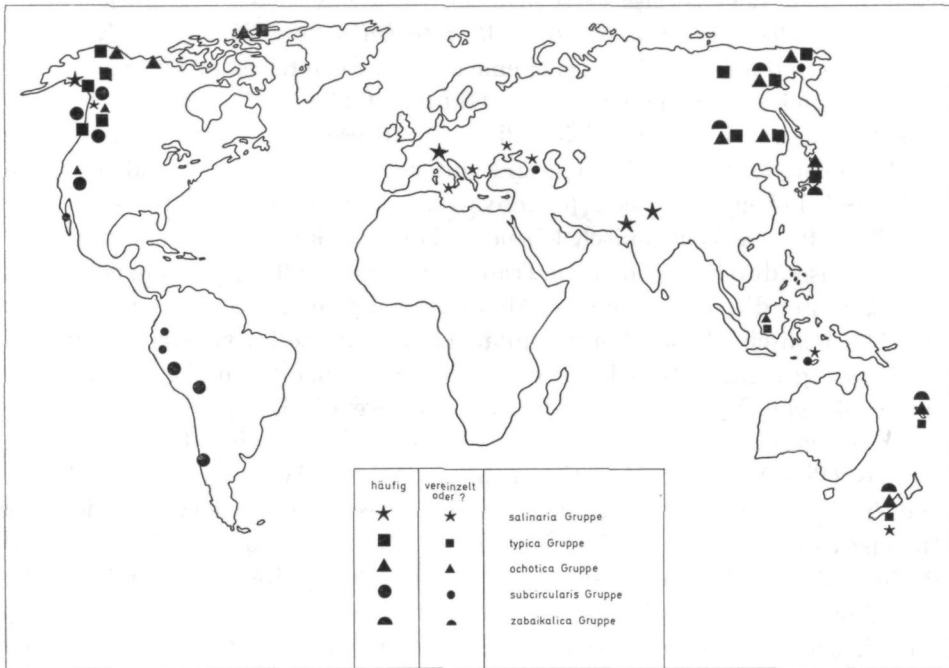 häufig vereinzelt
oder ?
salinaria Gruppe
typica Gruppe
ochotica Gruppe
subcircularis Gruppe
zabaikalica Gruppe